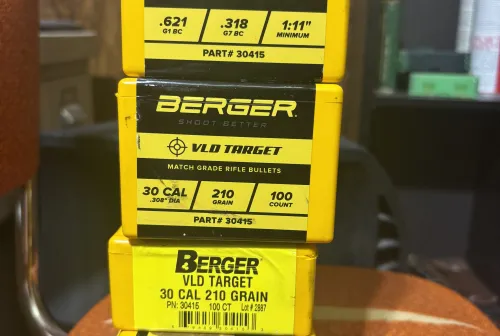 .621 .318 1:11"
G1 BC G7 BC MINIMUM
PART# 30415
BERGER
SHOOT BETTER
VLD TARGET
MATCH GRADE RIFLE BULLETS
30 CAL 210 100
.308" DIA GRAIN COUNT
PART# 30415
BERGER
VLD TARGET
30 CAL 210 GRAIN
PN: 30415 100 CT Lot # 2887